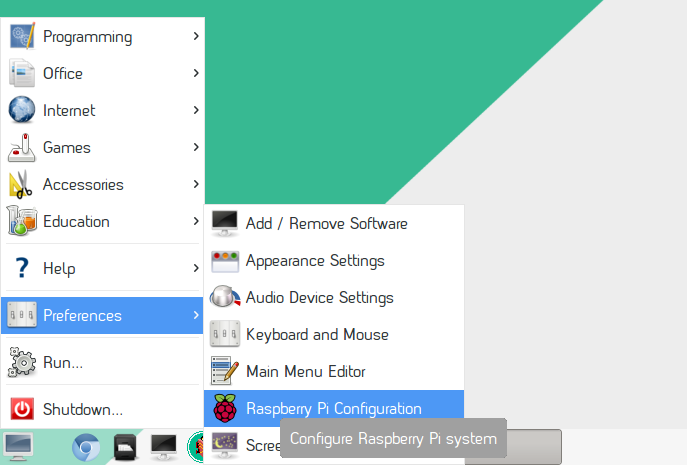 Programming
Office
Internet
Games
Accessories
Education
Help
Preferences
Run...
Shutdown...
Add / Remove Software
Appearance Settings
Audio Device Settings
Keyboard and Mouse
Main Menu Editor
Raspberry Pi Configuration
Configure Raspberry Pi system